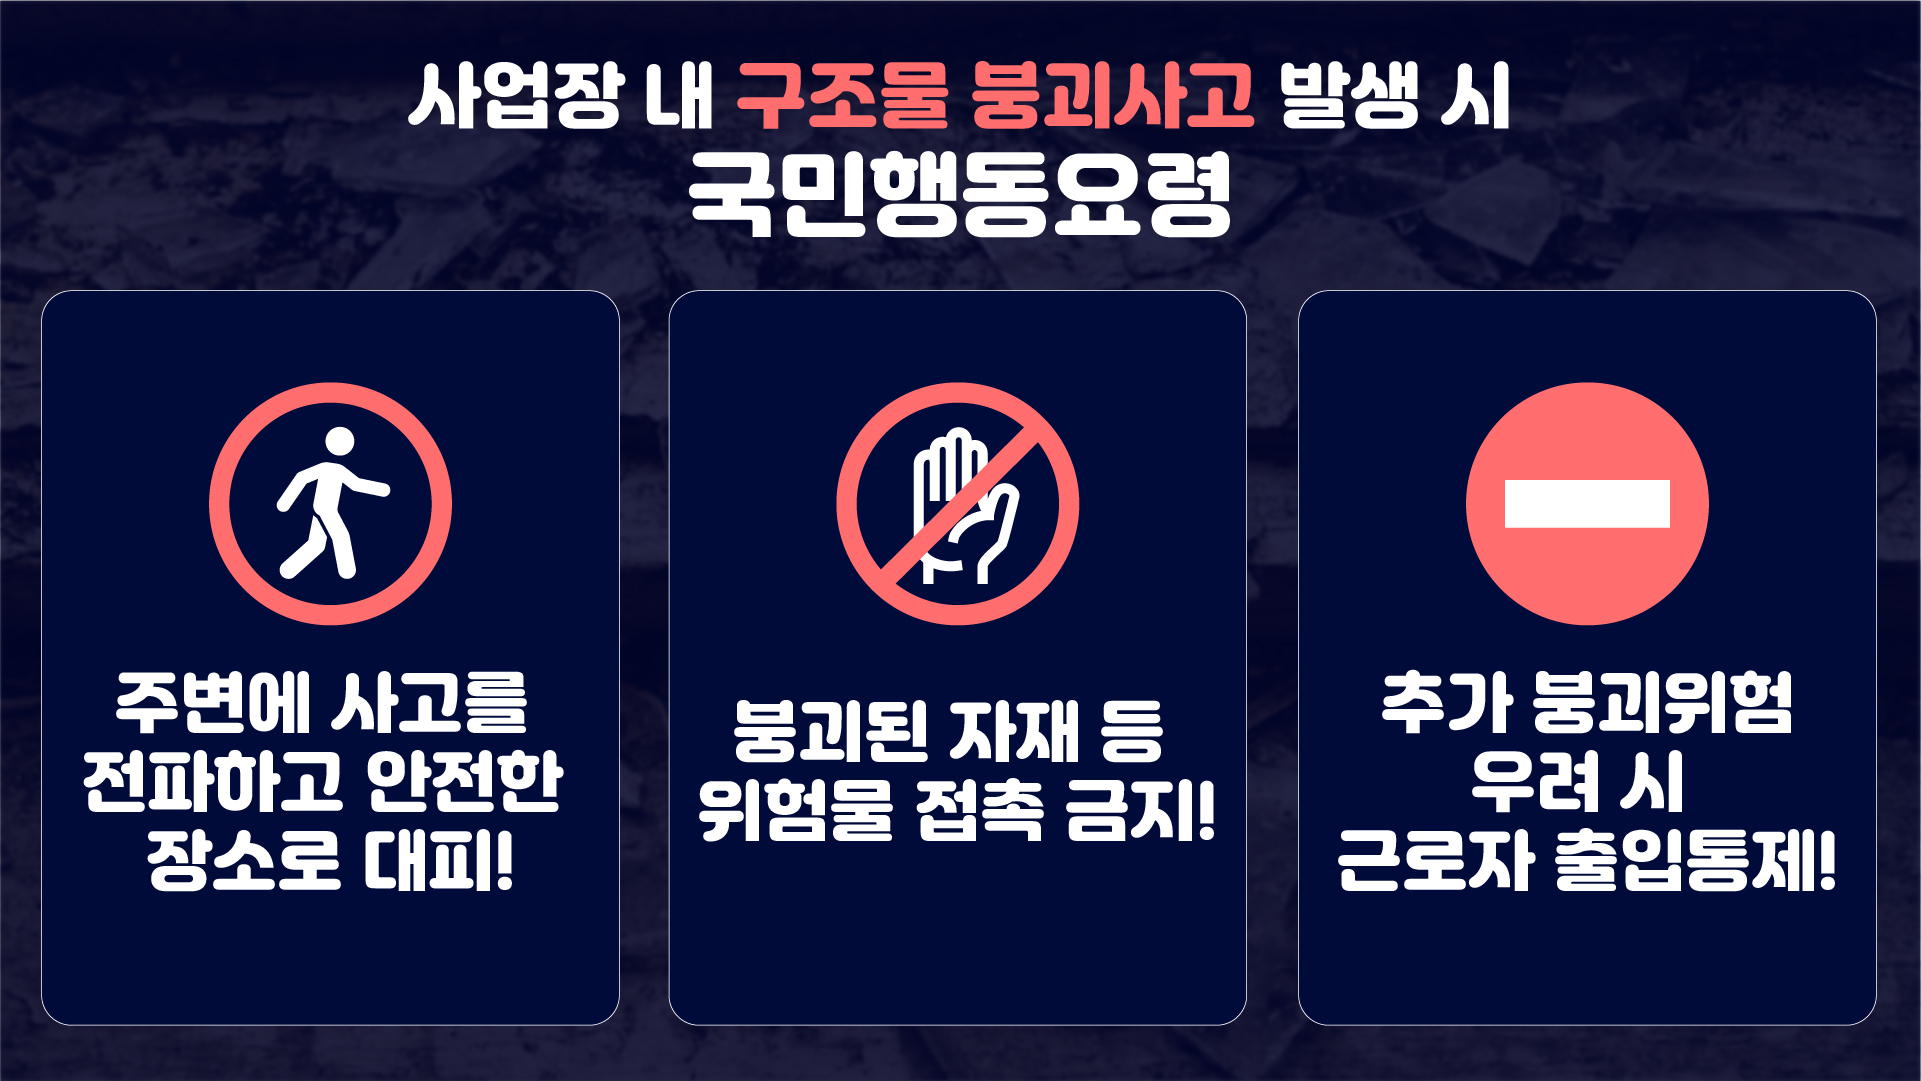 사업장 내 구조물 붕괴사고 발생 시
국민행동요령
주변에 사고를
전파하고 안전한
장소로 대피!
붕괴된 자재 등
위험물 접촉 금지!
추가 붕괴위험
우려 시
근로자 출입통제!